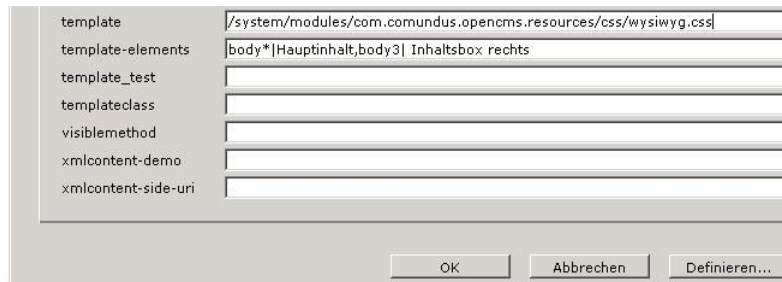 template /system/modules/com.comundus.opencms.resources/css/wysiwyg.css
template-elements body*|Hauptinhalt,body3| Inhaltsbox rechts
template_test
templateclass
visiblemethod
xmlcontent-demo
xmlcontent-side-uri
OK Abbrechen Definieren...